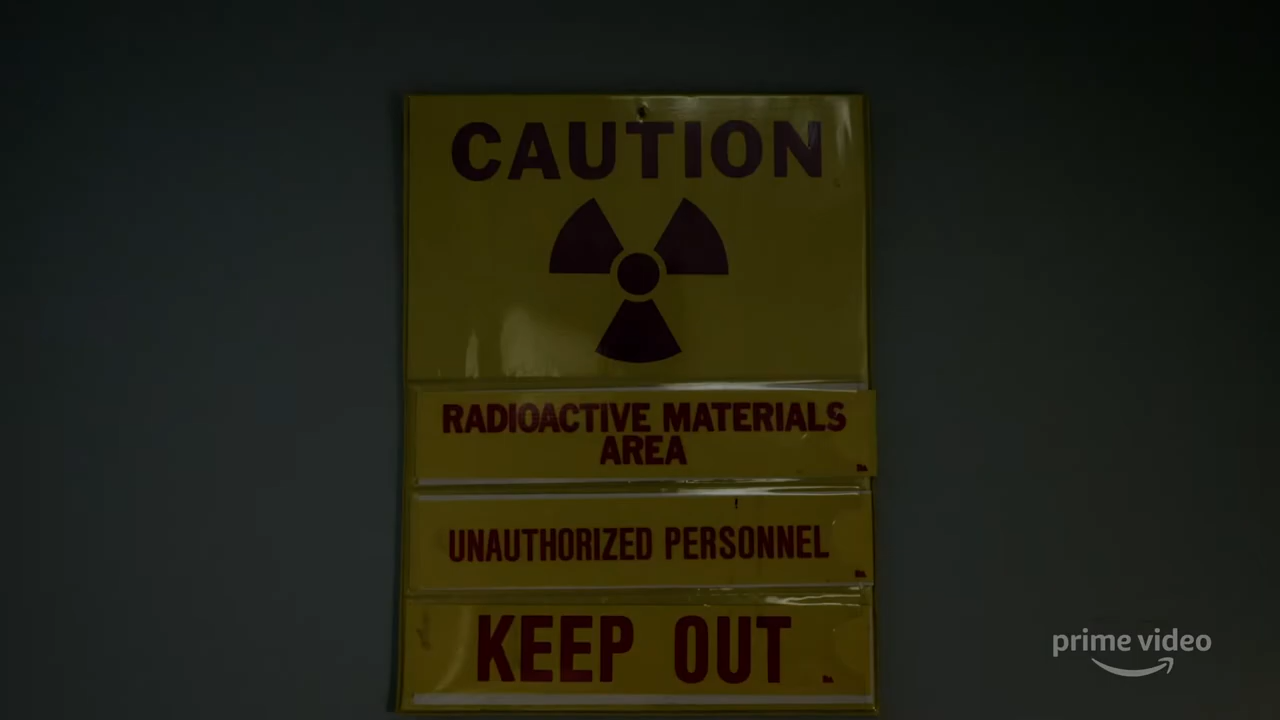 CAUTION
RADIOACTIVE MATERIALS
AREA
UNAUTHORIZED PERSONNEL
KEEP OUT
prime video